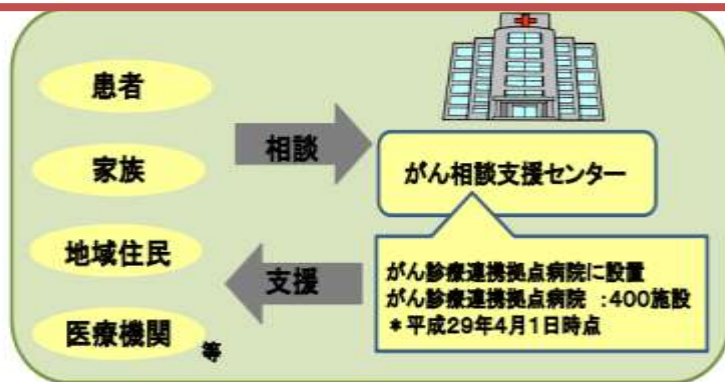 患者
家族
地域住民
医療機関
等
相談
支援
がん相談支援センター
がん診療連携拠点病院に設置
がん診療連携拠点病院 :400施設
*平成29年4月1日時点